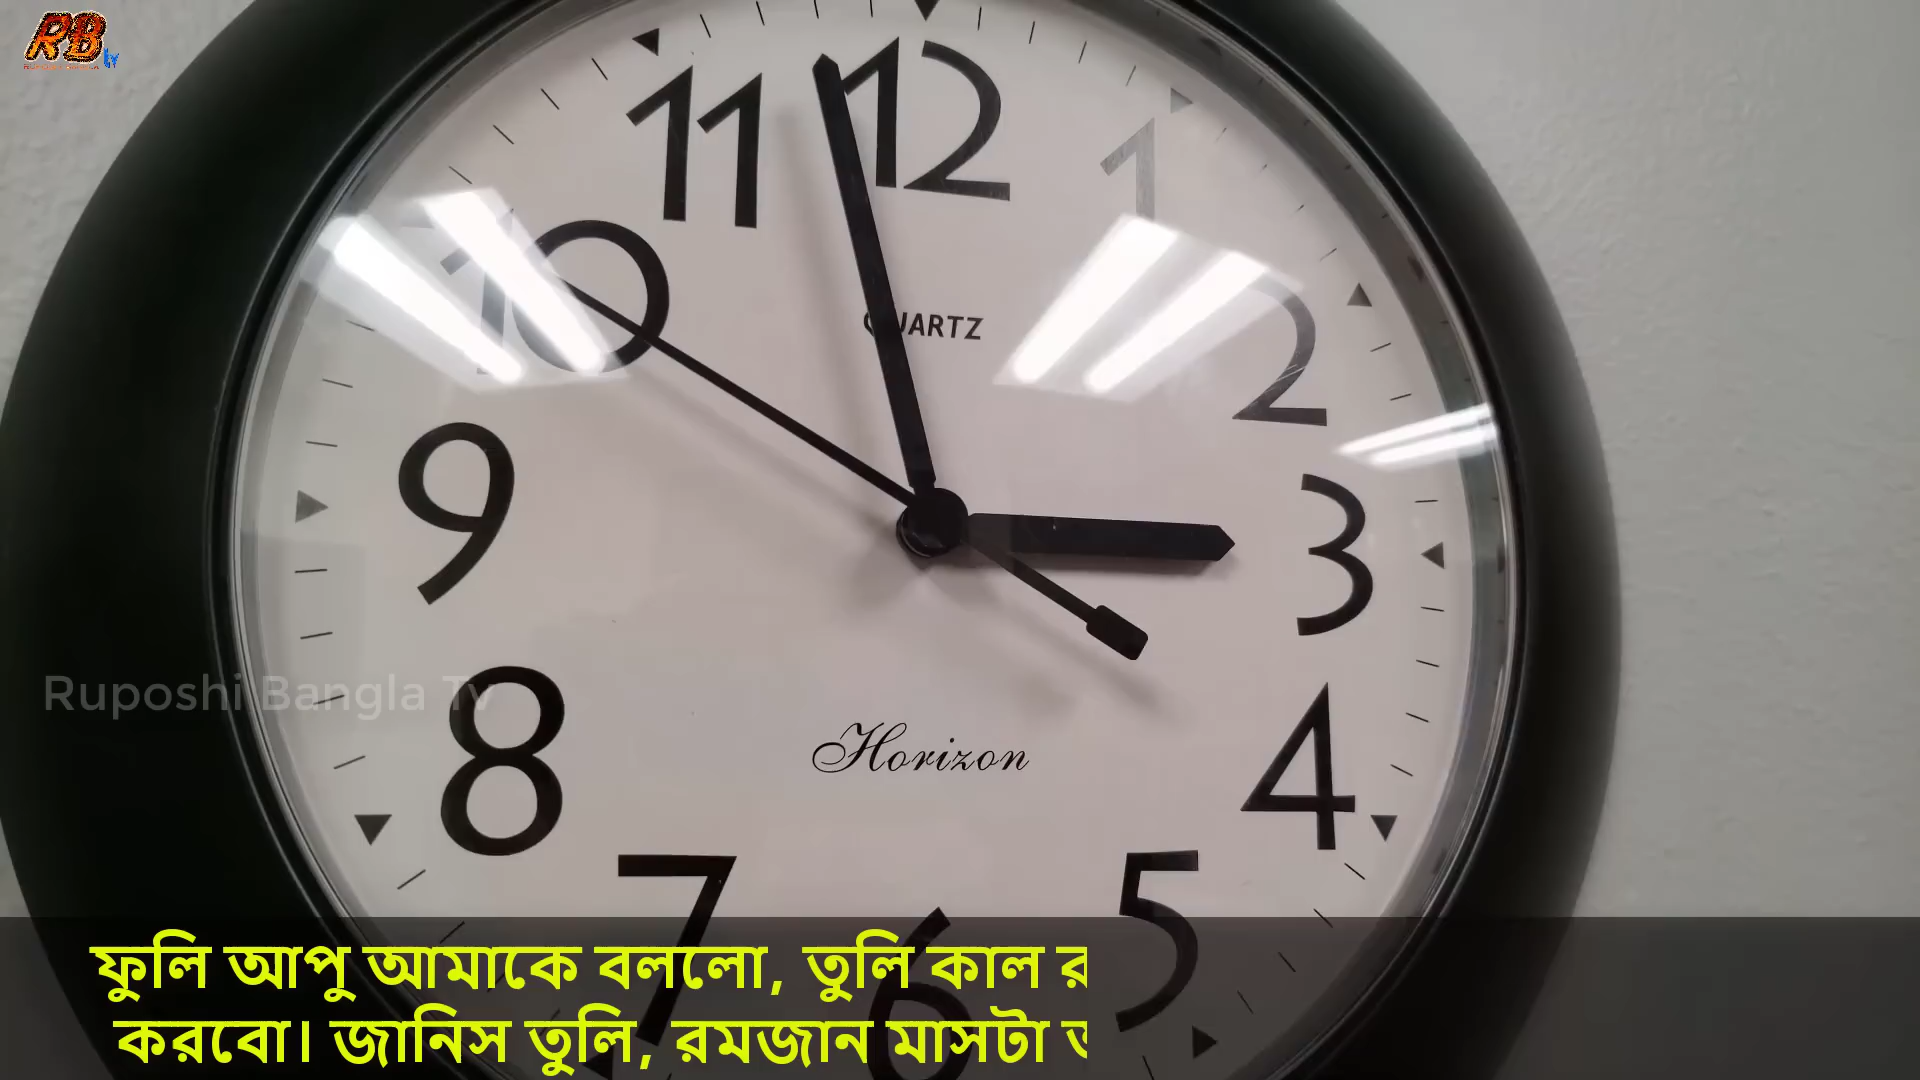 RB tv
11 12 1
10 2
QUARTZ
9 3
Ruposhi Bangla Tv
8 4
Horizon
7 6 5
ফুলি আপু আমাকে বললো, তুলি কাল
করবো। জানিস তুলি, রমজান মাসটা